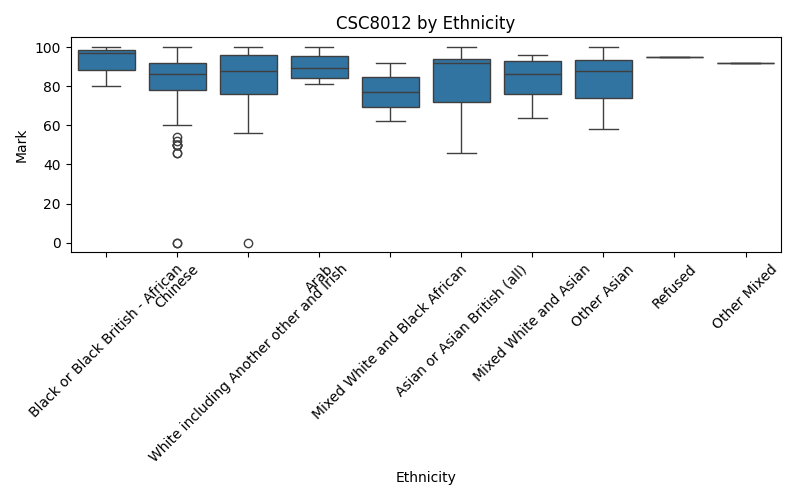 CSC8012 by Ethnicity
Mark
100
80
60
40
20
0
Black or Black British - African
Chinese
White including Another other and Irish
Arab
Mixed White and Black African
Asian or Asian British (all)
Mixed White and Asian
Other Asian
Refused
Other Mixed
Ethnicity